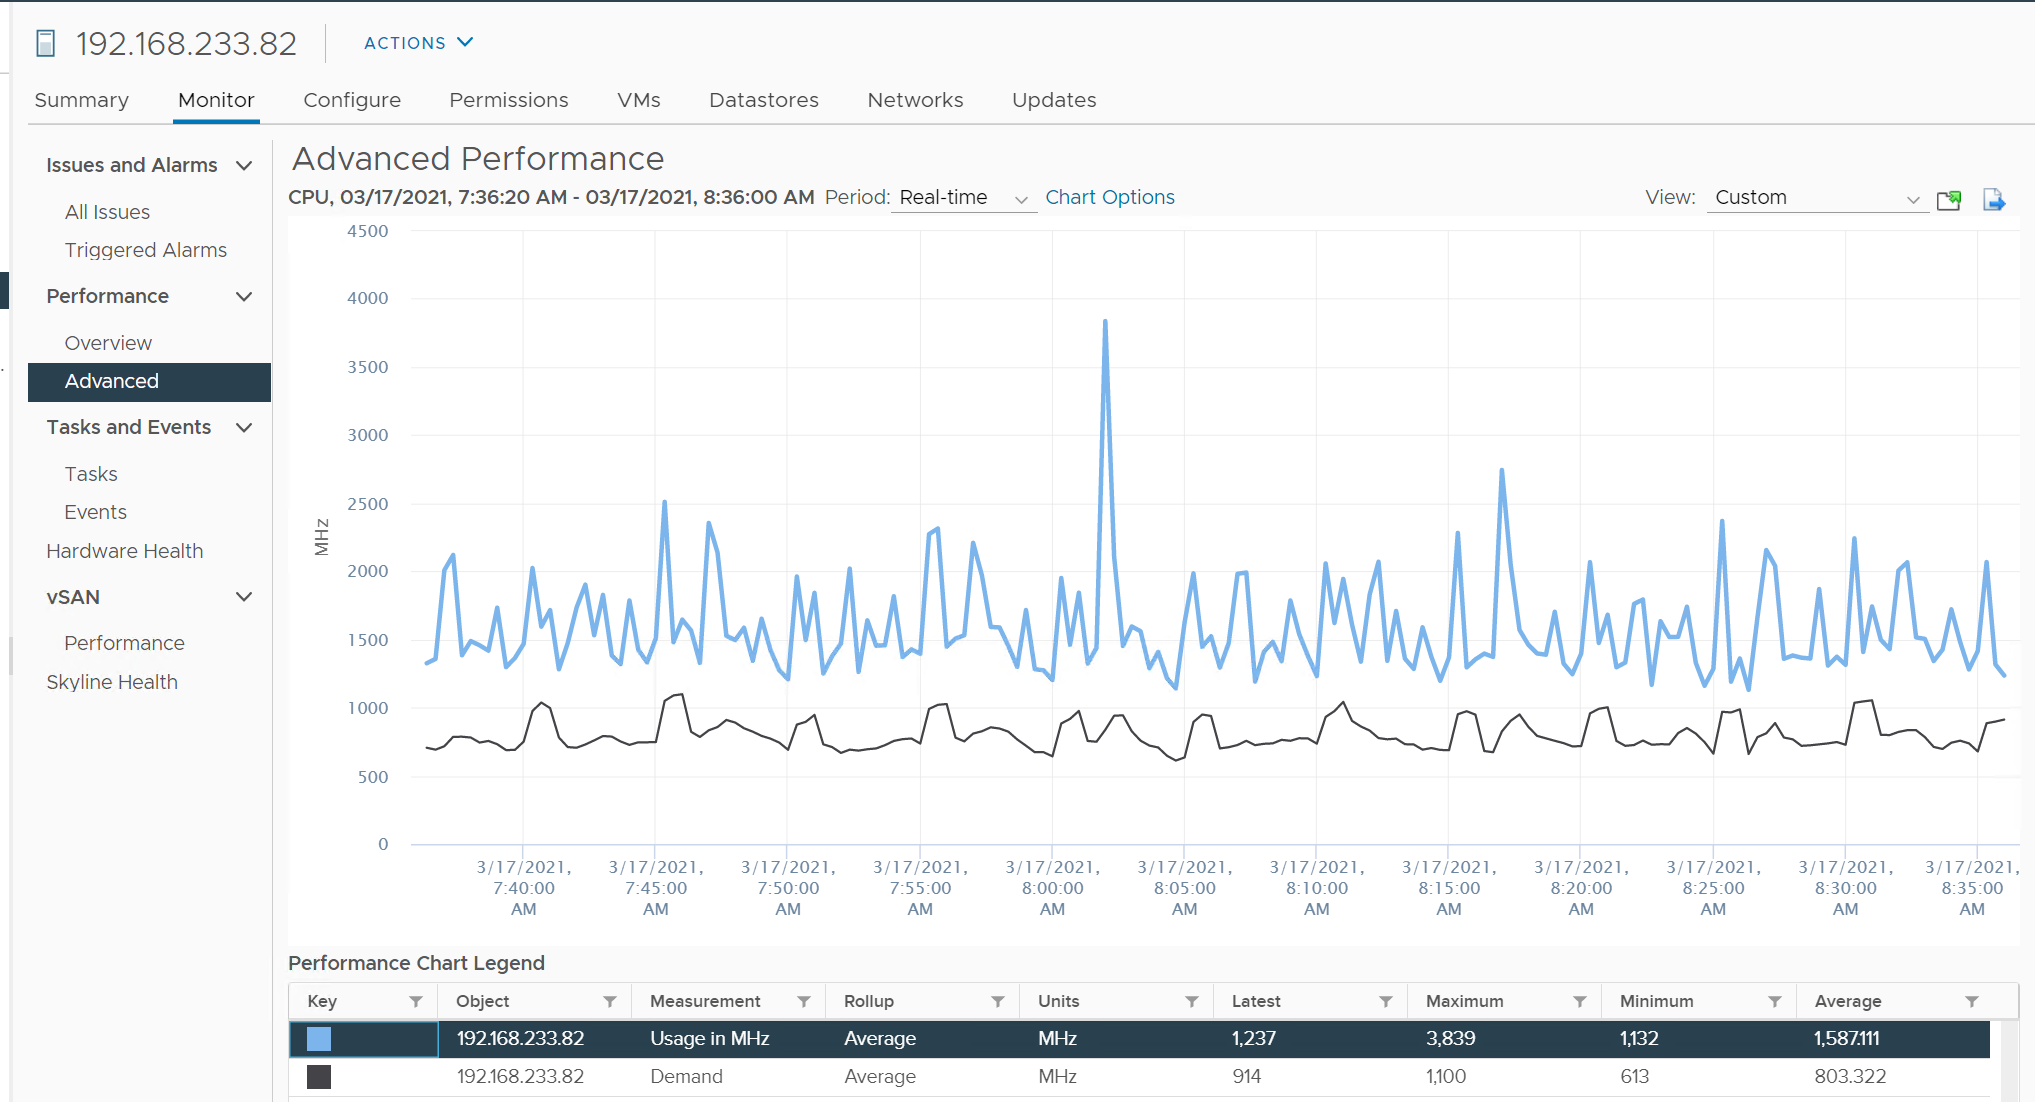 192.168.233.82
ACTIONS
Summary Monitor Configure Permissions VMs Datastores Networks Updates
Issues and Alarms
All Issues
Triggered Alarms
Performance
Overview
Advanced
Tasks and Events
Tasks
Events
Hardware Health
vSAN
Performance
Skyline Health
Advanced Performance
CPU, 03/17/2021, 7:36:20 AM - 03/17/2021, 8:36:00 AM Period: Real-time Chart Options View: Custom
4500
4000
3500
3000
2500
2000
1500
1000
500
0
MHz
3/17/2021, 3/17/2021, 3/17/2021, 3/17/2021, 3/17/2021, 3/17/2021, 3/17/2021, 3/17/2021, 3/17/2021, 3/17/2021, 3/17/2021, 3/17/2021,
7:40:00 7:45:00 7:50:00 7:55:00 8:00:00 8:05:00 8:10:00 8:15:00 8:20:00 8:25:00 8:30:00 8:35:00
AM AM AM AM AM AM AM AM AM AM AM AM
Performance Chart Legend
Key Object Measurement Rollup Units Latest Maximum Minimum Average
192.168.233.82 Usage in MHz Average MHz 1,237 3,839 1,132 1,587.111
192.168.233.82 Demand Average MHz 914 1,100 613 803.322